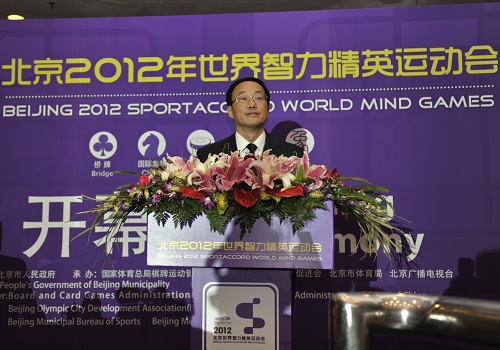 北京2012年世界智力精英运动会
BEIJING 2012 SPORTACCORD WORLD MIND GAMES
桥牌
国际象棋
Bridge
开幕
mony
北京2012年世界智力精英运动会
BEIJING 2012 SPORTACCORD WORLD MIND GAMES
京市人民政府 承 办：国家体育总局棋牌运动管
促进会 北京市体育局 北京广播电视台
People's Government of Beijing Municipality
Board and Card Games Administration
Administration
Beijing Olympic City Development Association
Beijing Municipal Bureau of Sports
2012
北京世界智力精英运动会